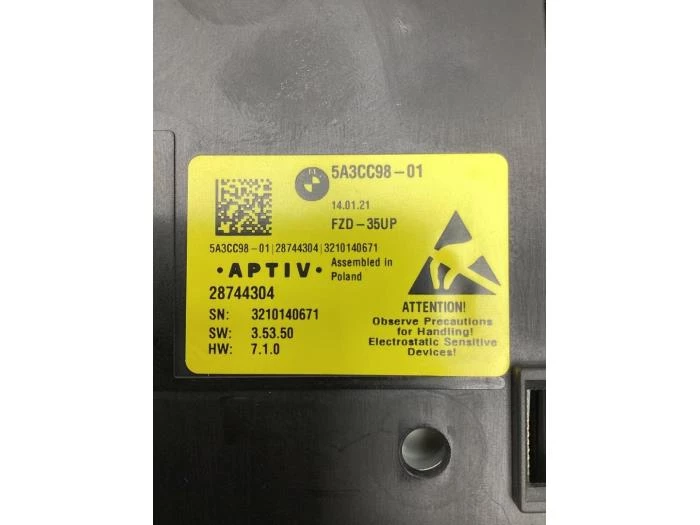 5A3CC98-01
14.01.21
FZD-35UP
5A3CC98-01|28744304|3210140671
·APTIV·
Assembled in
Poland
28744304
SN: 3210140671
SW: 3.53.50
HW: 7.1.0
ATTENTION!
Observe Precautions
for Handling!
Electrostatic Sensitive
Devices!